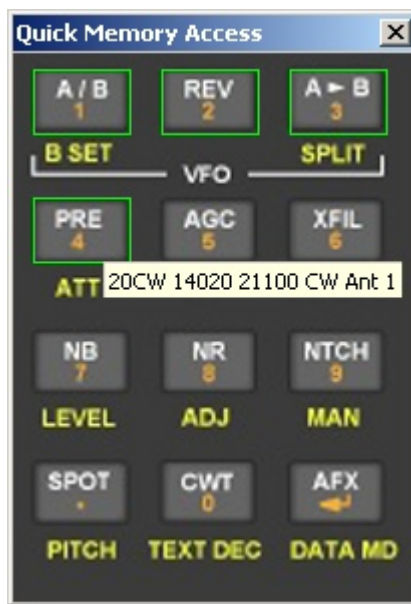 Quick Memory Access
A / B REV A ► B
1 2 3
B SET SPLIT
VFO
PRE AGC XFIL
4 5 6
ATT 20CW 14020 21100 CW Ant 1
NB NR NTCH
7 8 9
LEVEL ADJ MAN
SPOT CWT AFX
. 0 ↵
PITCH TEXT DEC DATA MD